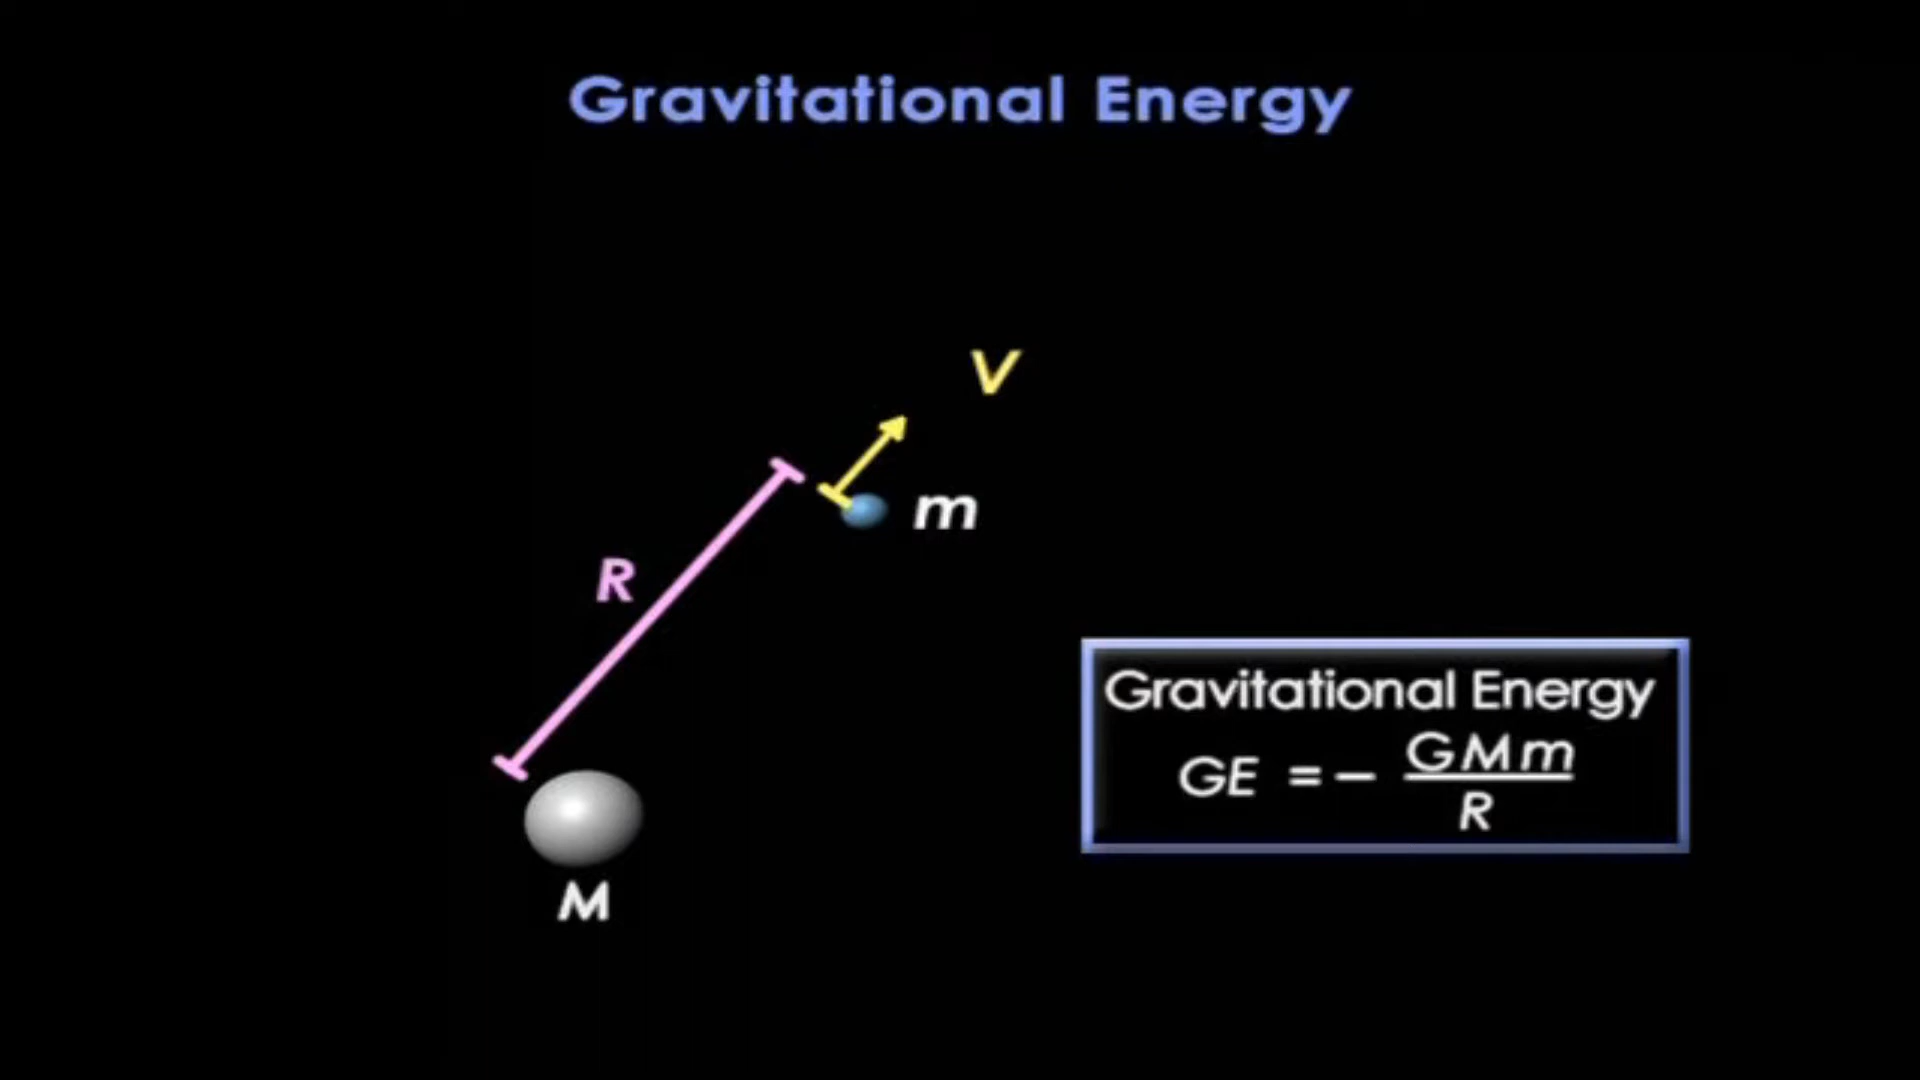 Gravitational Energy
V
m
R
M
Gravitational Energy
GE = - GMm
R